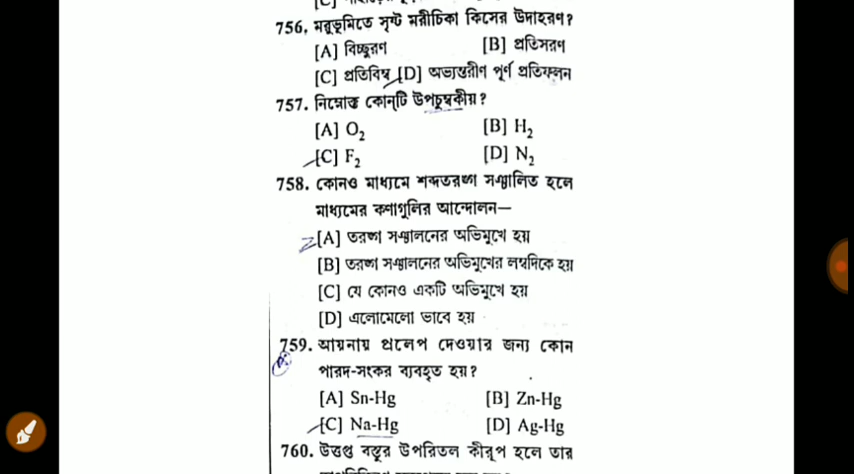 756. মরুভূমিতে সৃষ্ট মরীচিকা কিসের উদাহরণ?
[A] বিচ্ছুরণ [B] প্রতিসরণ
[C] প্রতিবিম্ব [D] অভ্যন্তরীণ পূর্ণ প্রতিফলন
757. নিম্নোক্ত কোন্‌টি উপচুম্বকীয়?
[A] O₂ [B] H₂
[C] F₂ [D] N₂
758. কোনও মাধ্যমে শব্দতরঙ্গ সঞ্চালিত হলে
মাধ্যমের কণাগুলির আন্দোলন—
[A] তরঙ্গ সঞ্চালনের অভিমুখে হয়
[B] তরঙ্গ সঞ্চালনের অভিমুখের লম্বদিকে হয়
[C] যে কোনও একটি অভিমুখে হয়
[D] এলোমেলো ভাবে হয়
759. আয়নায় প্রলেপ দেওয়ার জন্য কোন
পারদ-সংকর ব্যবহৃত হয়?
[A] Sn-Hg [B] Zn-Hg
[C] Na-Hg [D] Ag-Hg
760. উত্তপ্ত বস্তুর উপরিতল কীরূপ হলে তার